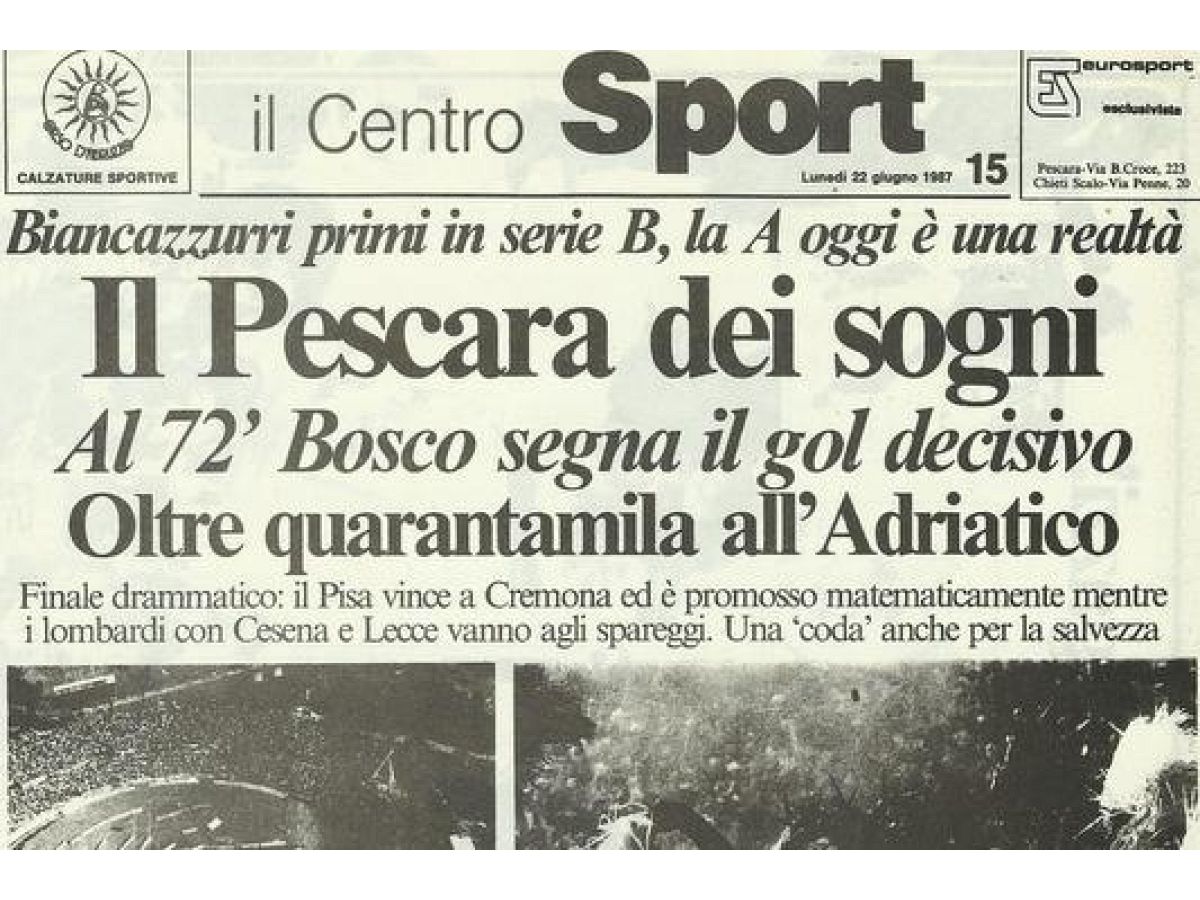 CALZATURE SPORTIVE
il Centro Sport
Lunedì 22 giugno 1987 15
eurosport
esclusivista
Pescara-Via B.Croce, 223
Chieti Scalo-Via Penne, 20
Biancazzurri primi in serie B, la A oggi è una realtà
Il Pescara dei sogni
Al 72' Bosco segna il gol decisivo
Oltre quarantamila all'Adriatico
Finale drammatico: il Pisa vince a Cremona ed è promosso matematicamente mentre
i lombardi con Cesena e Lecce vanno agli spareggi. Una 'coda' anche per la salvezza